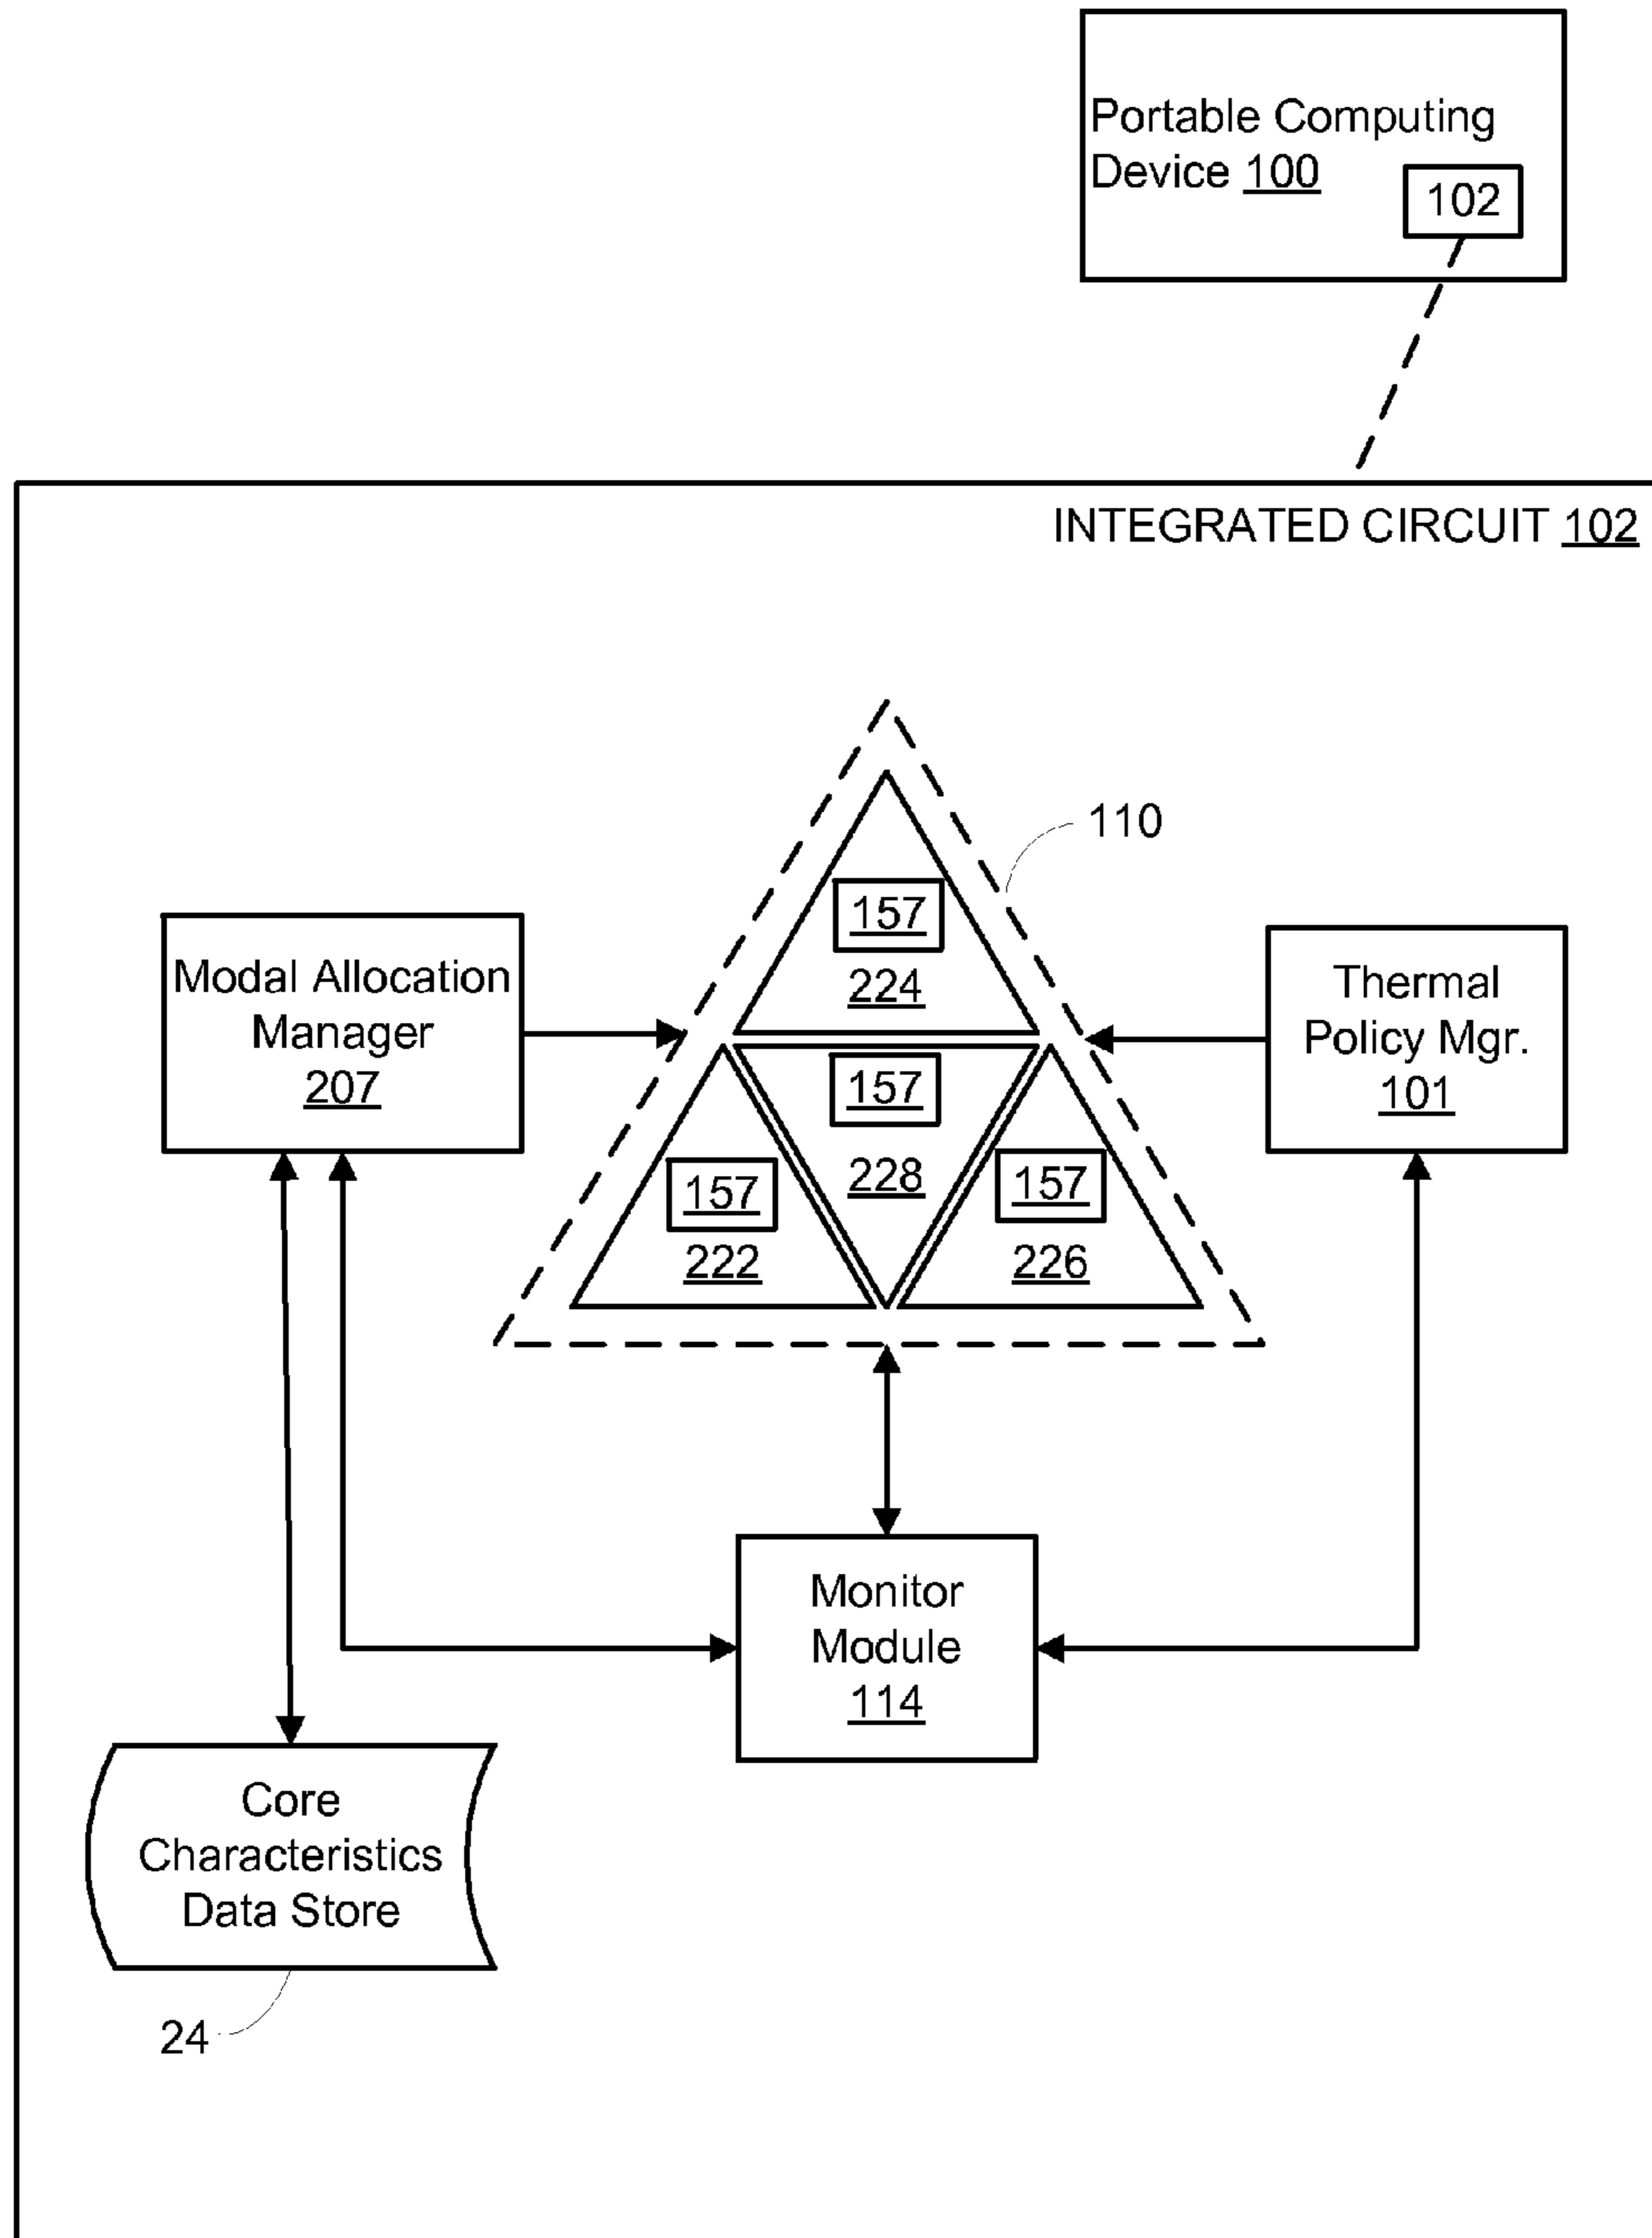 Portable Computing
Device 100
102
INTEGRATED CIRCUIT 102
110
157
224
Modal Allocation
Manager
207
Thermal
Policy Mgr.
101
157
228
157
222
157
226
Monitor
Module
114
Core
Characteristics
Data Store
24